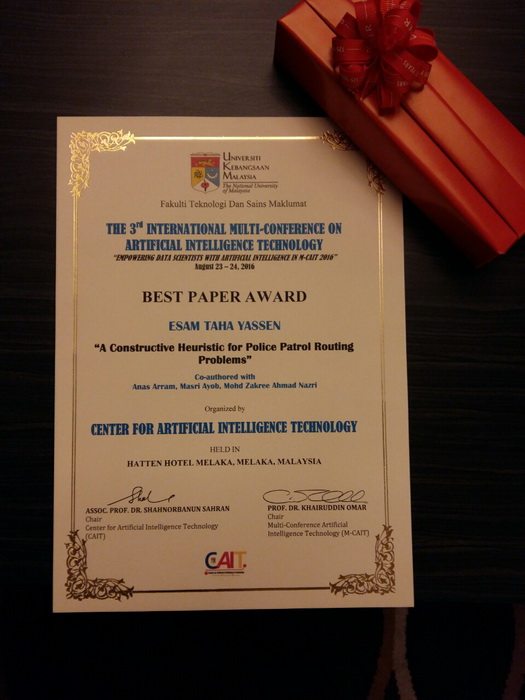 UNIVERSITI
KEBANGSAAN
MALAYSIA
The National University
of Malaysia
Fakulti Teknologi Dan Sains Maklumat
THE 3rd INTERNATIONAL MULTI-CONFERENCE ON
ARTIFICIAL INTELLIGENCE TECHNOLOGY
"EMPOWERING DATA SCIENTISTS WITH ARTIFICIAL INTELLIGENCE IN M-CAIT 2016"
August 23 – 24, 2016
BEST PAPER AWARD
ESAM TAHA YASSEN
"A Constructive Heuristic for Police Patrol Routing
Problems"
Co-authored with
Anas Arram, Masri Ayob, Mohd Zakree Ahmad Nazri
Organized by
CENTER FOR ARTIFICIAL INTELLIGENCE TECHNOLOGY
HELD IN
HATTEN HOTEL MELAKA, MELAKA, MALAYSIA
ASSOC. PROF. DR. SHAHNORBANUN SAHRAN
Chair
Center for Artificial Intelligence Technology
(CAIT)
PROF. DR. KHAIRUDDIN OMAR
Chair
Multi-Conference Artificial
Intelligence Technology (M-CAIT)
CAIT